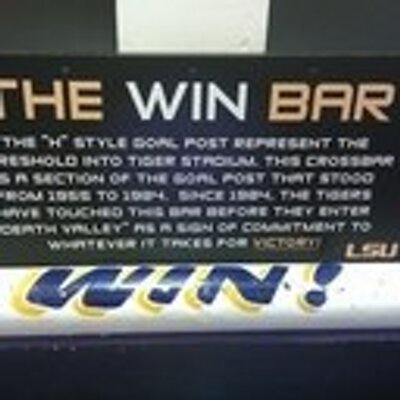 THE WIN BAR
THE "H" STYLE GOAL POST REPRESENT THE
RESHOLD INTO TIGER STADIUM. THIS CROSSBAR
S A SECTION OF THE GOAL POST THAT STOOD
FROM 1955 TO 1984. SINCE 1984, THE TIGERS
HAVE TOUCHED THIS BAR BEFORE THEY ENTER
"DEATH VALLEY" AS A SIGN OF COMMITMENT TO
WHATEVER IT TAKES FOR VICTORY!
LSU
WIN!